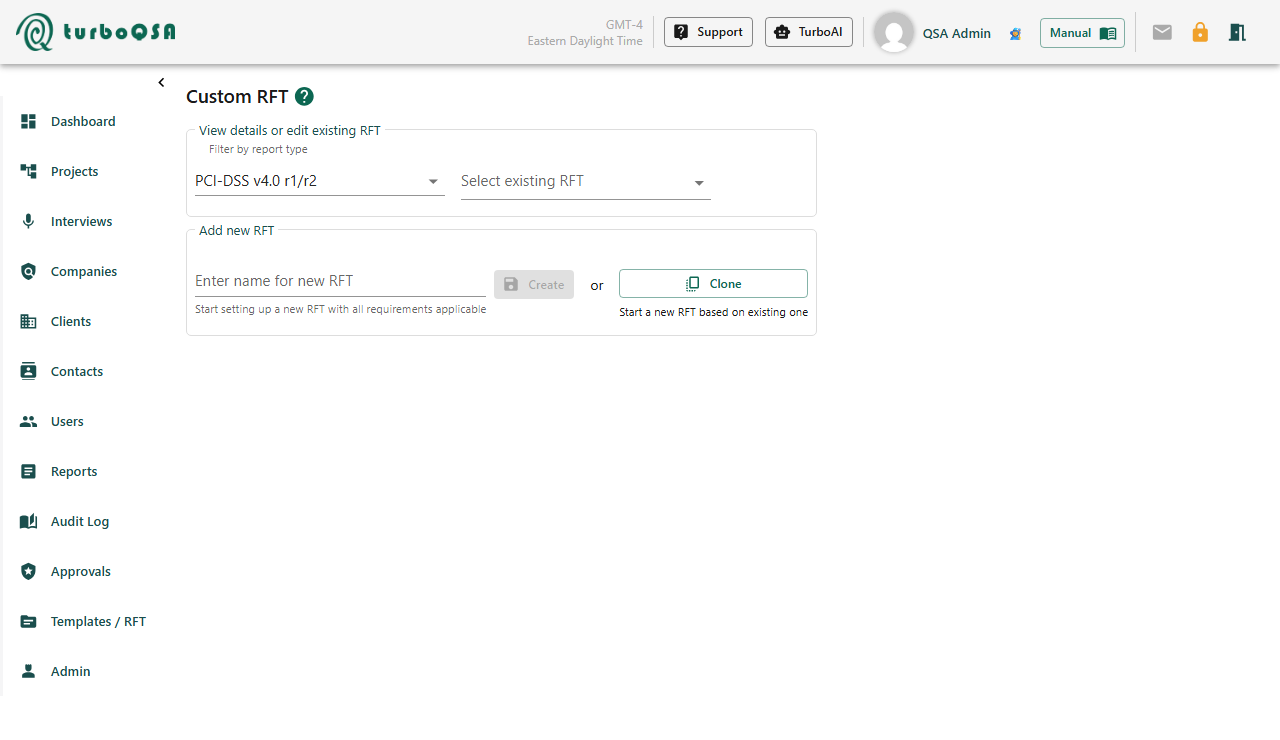 turboQSA
GMT-4
Eastern Daylight Time
Support
TurboAI
QSA Admin
Manual
Dashboard
Projects
Interviews
Companies
Clients
Contacts
Users
Reports
Audit Log
Approvals
Templates / RFT
Admin
Custom RFT
View details or edit existing RFT
Filter by report type
PCI-DSS v4.0 r1/r2
Select existing RFT
Add new RFT
Enter name for new RFT
Create
or
Clone
Start setting up a new RFT with all requirements applicable
Start a new RFT based on existing one